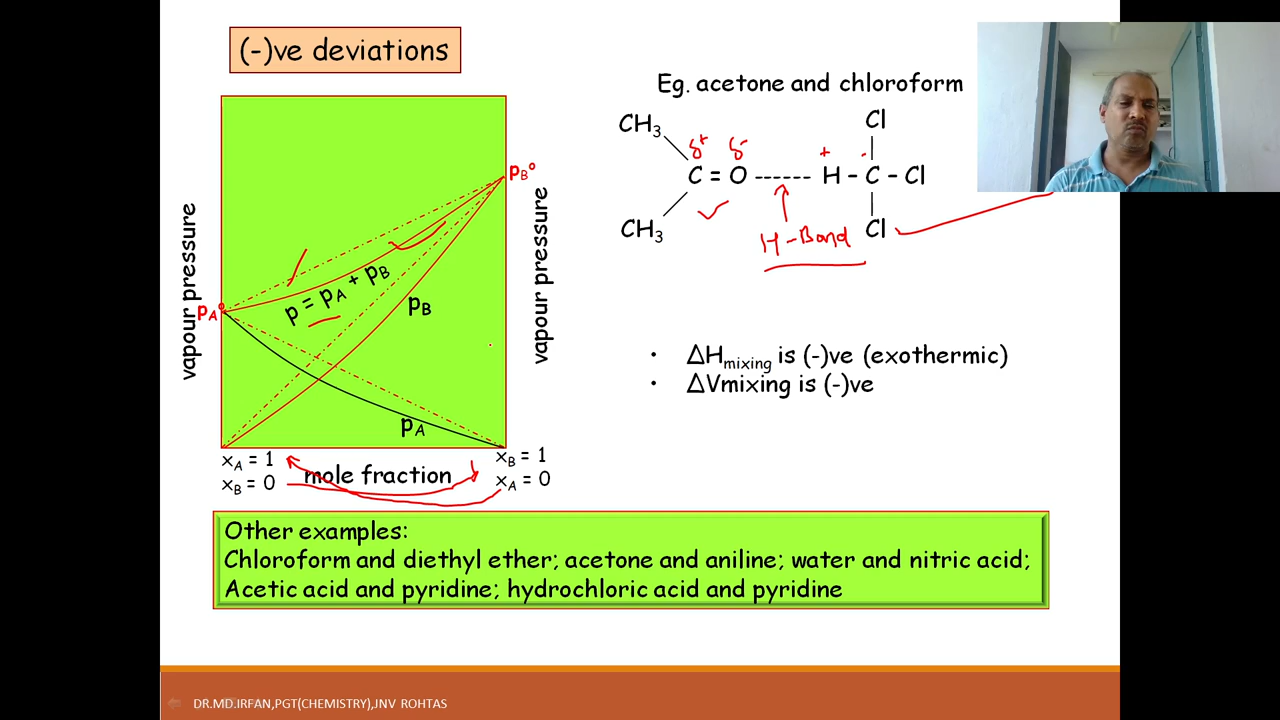 (-)ve deviations
Eg. acetone and chloroform
CH₃
Cl
δ+
δ-
+
-
C = O ------ H - C - Cl
CH₃
H-Bond
Cl
vapour pressure
pB°
pA°
p = pA + pB
pB
pA
vapour pressure
xA = 1
xB = 0
mole fraction
xB = 1
xA = 0
• ΔHmixing is (-)ve (exothermic)
• ΔVmixing is (-)ve
Other examples:
Chloroform and diethyl ether; acetone and aniline; water and nitric acid;
Acetic acid and pyridine; hydrochloric acid and pyridine
DR.MD.IRFAN,PGT(CHEMISTRY),JNV ROHTAS